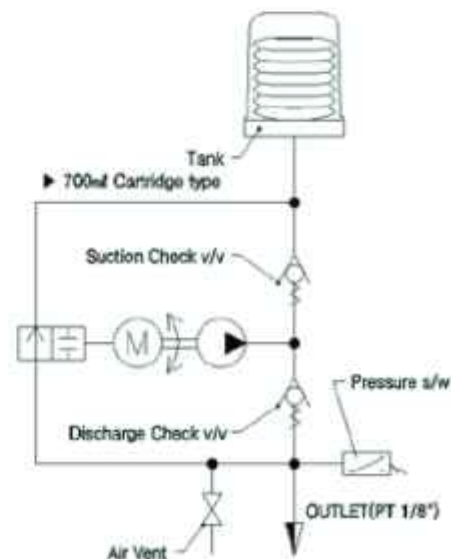 Tank
▶ 700㎖ Cartridge type
Suction Check v/v
M
Pressure s/w
Discharge Check v/v
OUTLET(PT 1/8")
Air Vent